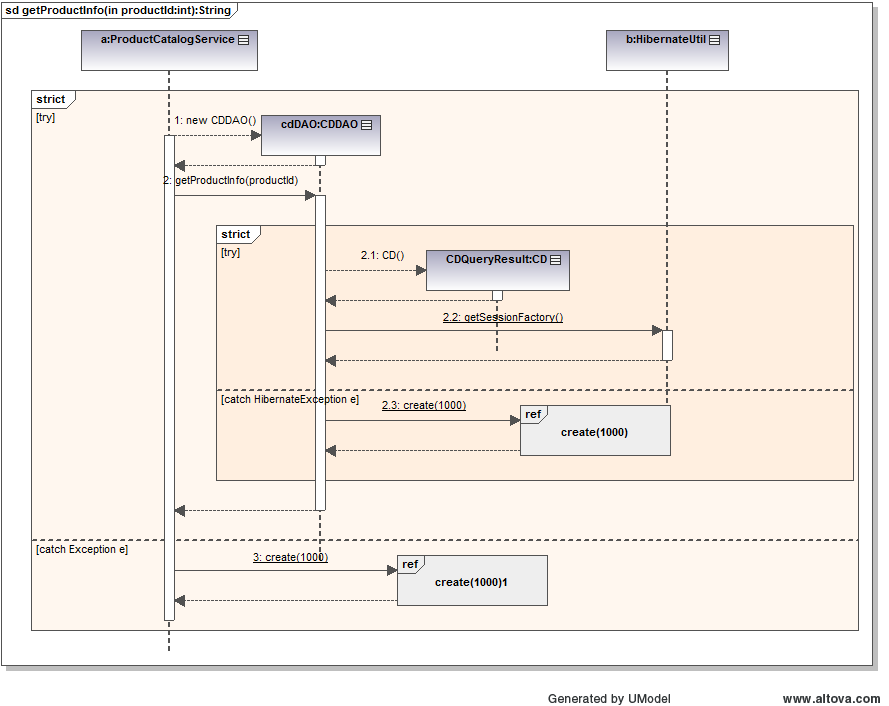 sd getProductInfo(in productId:int):String
a:ProductCatalogService
b:HibernateUtil
strict
[try]
1: new CDDAO()
cdDAO:CDDAO
2: getProductInfo(productId)
strict
[try]
2.1: CD()
CDQueryResult:CD
2.2: getSessionFactory()
[catch HibernateException e]
2.3: create(1000)
ref
create(1000)
[catch Exception e]
3: create(1000)
ref
create(1000)1
Generated by UModel
www.altova.com